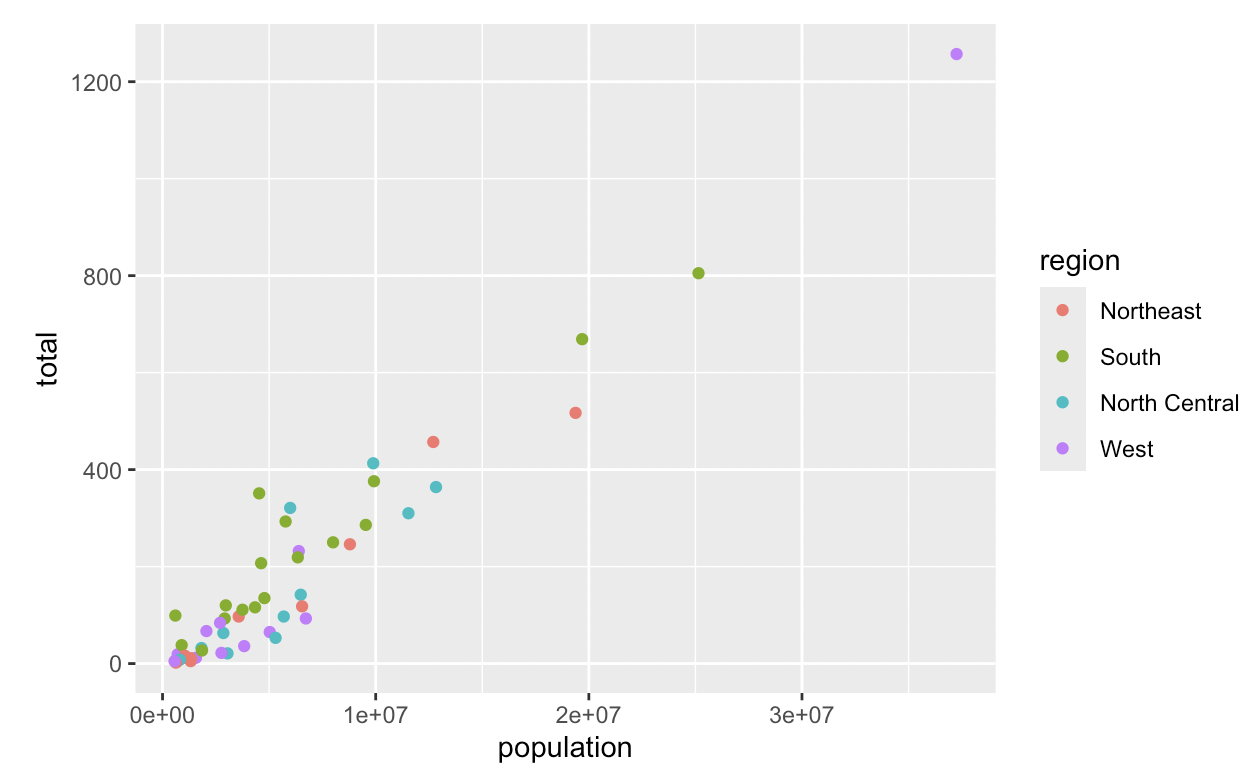 1200
800
400
0
total
0e+00 1e+07 2e+07 3e+07
population
region
Northeast
South
North Central
West